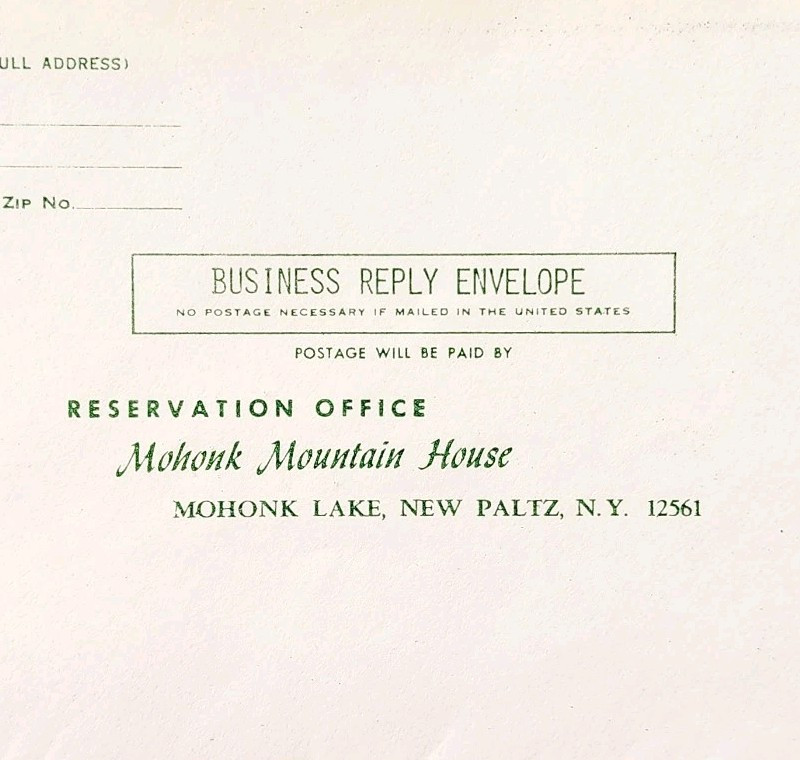 ADDRESS)
Zip No.
BUSINESS REPLY ENVELOPE
NO POSTAGE NECESSARY IF MAILED IN THE UNITED STATES
POSTAGE WILL BE PAID BY
RESERVATION OFFICE
Mohonk Mountain House
MOHONK LAKE, NEW PALTZ, N.Y. 12561